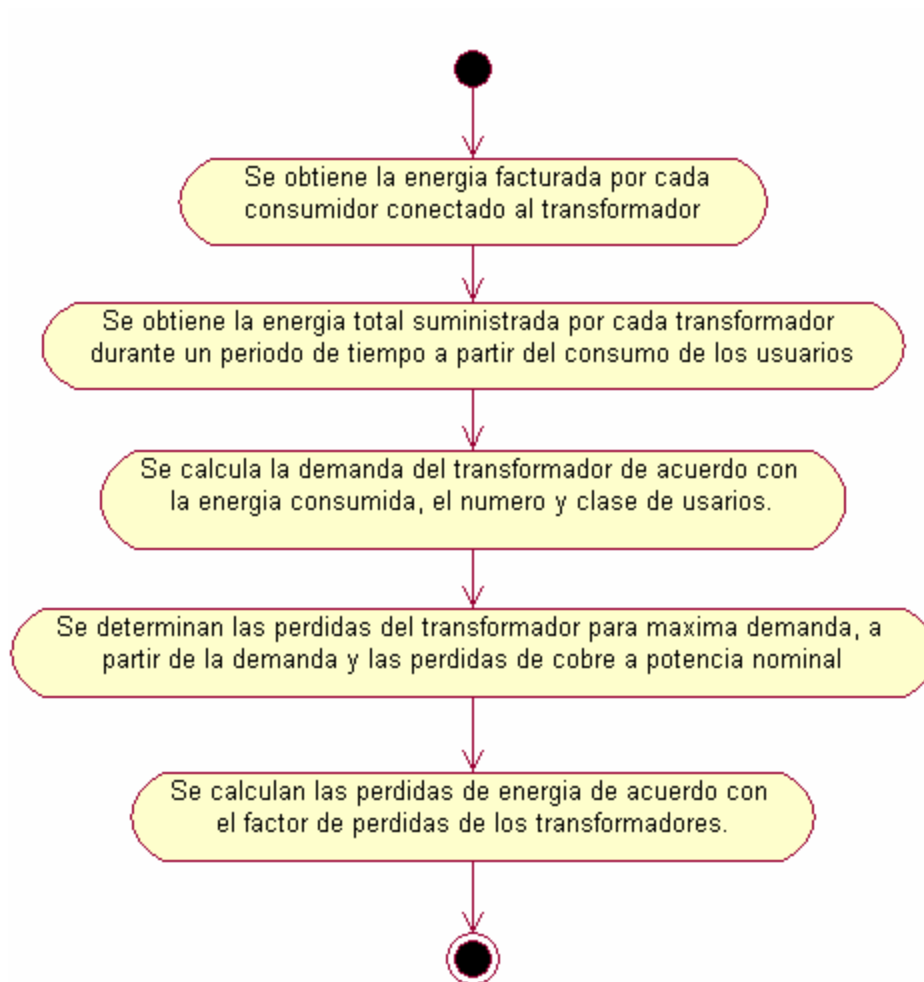 Se obtiene la energia facturada por cada
consumidor conectado al transformador
Se obtiene la energia total suministrada por cada transformador
durante un periodo de tiempo a partir del consumo de los usuarios
Se calcula la demanda del transformador de acuerdo con
la energia consumida, el numero y clase de usarios.
Se determinan las perdidas del transformador para maxima demanda, a
partir de la demanda y las perdidas de cobre a potencia nominal
Se calculan las perdidas de energia de acuerdo con
el factor de perdidas de los transformadores.